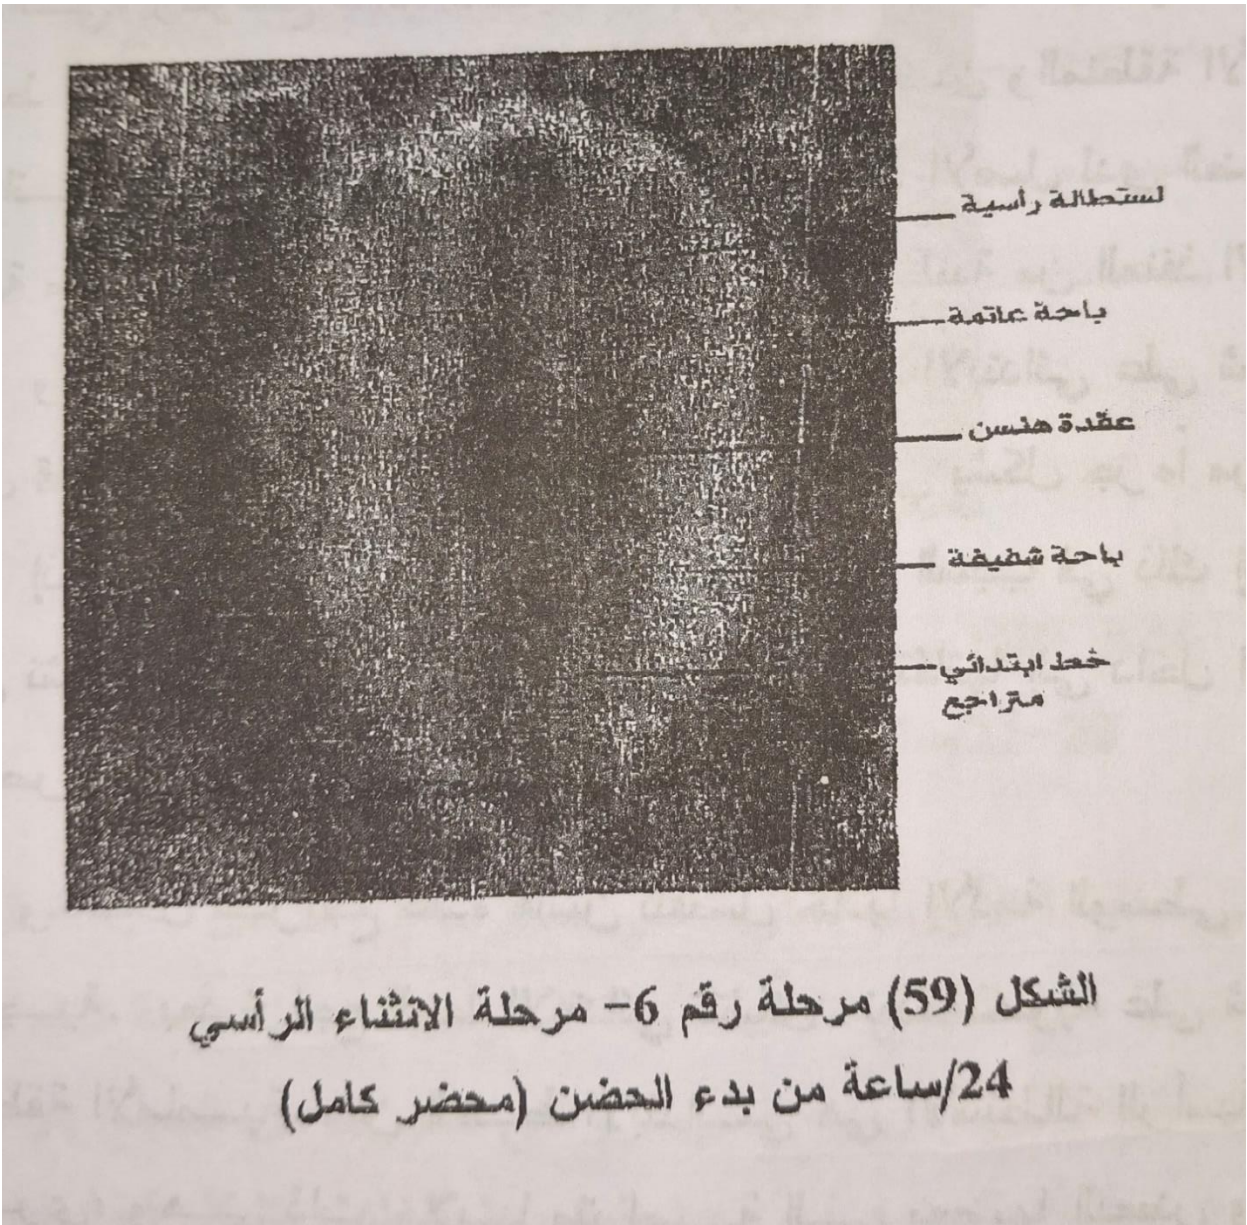 استطالة رأسية
باحة عاتمة
عقدة هنسن
باحة شفيفة
خط ابتدائي
متراجع
الشكل (59) مرحلة رقم 6- مرحلة الانثناء الرأسي
24/ساعة من بدء الحضن (محضر كامل)